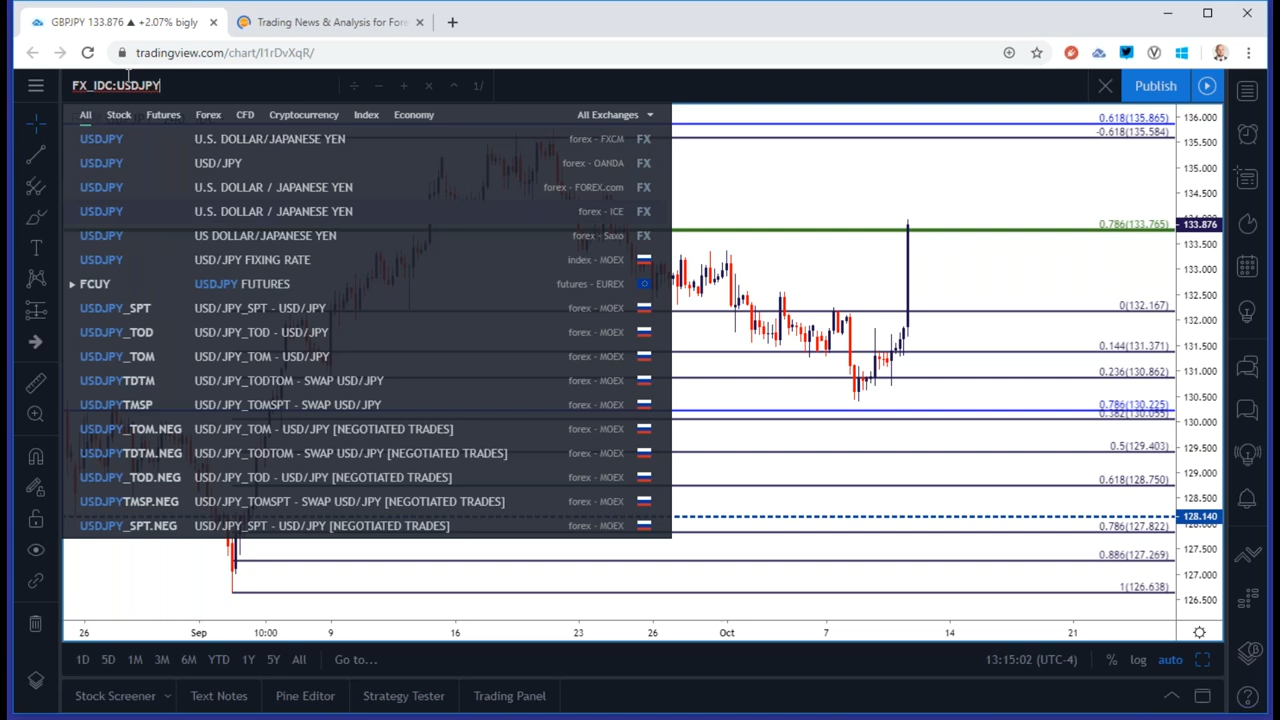 GBPJPY 133.876 ▲ +2.07% bigly
Trading News & Analysis for Fore
tradingview.com/chart/I1rDvXqR/
FX_IDC:USDJPY
1/
Publish
All Stock Futures Forex CFD Cryptocurrency Index Economy All Exchanges
USDJPY U.S. DOLLAR/JAPANESE YEN forex - FXCM FX
USDJPY USD/JPY forex - OANDA FX
USDJPY U.S. DOLLAR / JAPANESE YEN forex - FOREX.com FX
USDJPY U.S. DOLLAR / JAPANESE YEN forex - ICE FX
USDJPY US DOLLAR/JAPANESE YEN forex - Saxo FX
USDJPY USD/JPY FIXING RATE index - MOEX
FCUY USDJPY FUTURES futures - EUREX
USDJPY_SPT USD/JPY_SPT - USD/JPY forex - MOEX
USDJPY_TOD USD/JPY_TOD - USD/JPY forex - MOEX
USDJPY_TOM USD/JPY_TOM - USD/JPY forex - MOEX
USDJPYTDTM USD/JPY_TODTOM - SWAP USD/JPY forex - MOEX
USDJPYTMSP USD/JPY_TOMSPT - SWAP USD/JPY forex - MOEX
USDJPY_TOM.NEG USD/JPY_TOM - USD/JPY [NEGOTIATED TRADES] forex - MOEX
USDJPYTDTM.NEG USD/JPY_TODTOM - SWAP USD/JPY [NEGOTIATED TRADES] forex - MOEX
USDJPY_TOD.NEG USD/JPY_TOD - USD/JPY [NEGOTIATED TRADES] forex - MOEX
USDJPYTMSP.NEG USD/JPY_TOMSPT - SWAP USD/JPY [NEGOTIATED TRADES] forex - MOEX
USDJPY_SPT.NEG USD/JPY_SPT - USD/JPY [NEGOTIATED TRADES] forex - MOEX
0.618(135.865)
-0.618(135.584)
0.786(133.765)
0(132.167)
0.144(131.371)
0.236(130.862)
0.786(130.225)
0.382(130.055)
0.5(129.403)
0.618(128.750)
0.786(127.822)
0.886(127.269)
1(126.638)
136.000
135.500
135.000
134.500
133.876
133.500
133.000
132.500
132.000
131.500
131.000
130.500
130.000
129.500
129.000
128.500
128.140
127.500
127.000
126.500
26 Sep 10:00 9 16 23 26 Oct 7 14 21
1D 5D 1M 3M 6M YTD 1Y 5Y All Go to... 13:15:02 (UTC-4) % log auto
Stock Screener Text Notes Pine Editor Strategy Tester Trading Panel